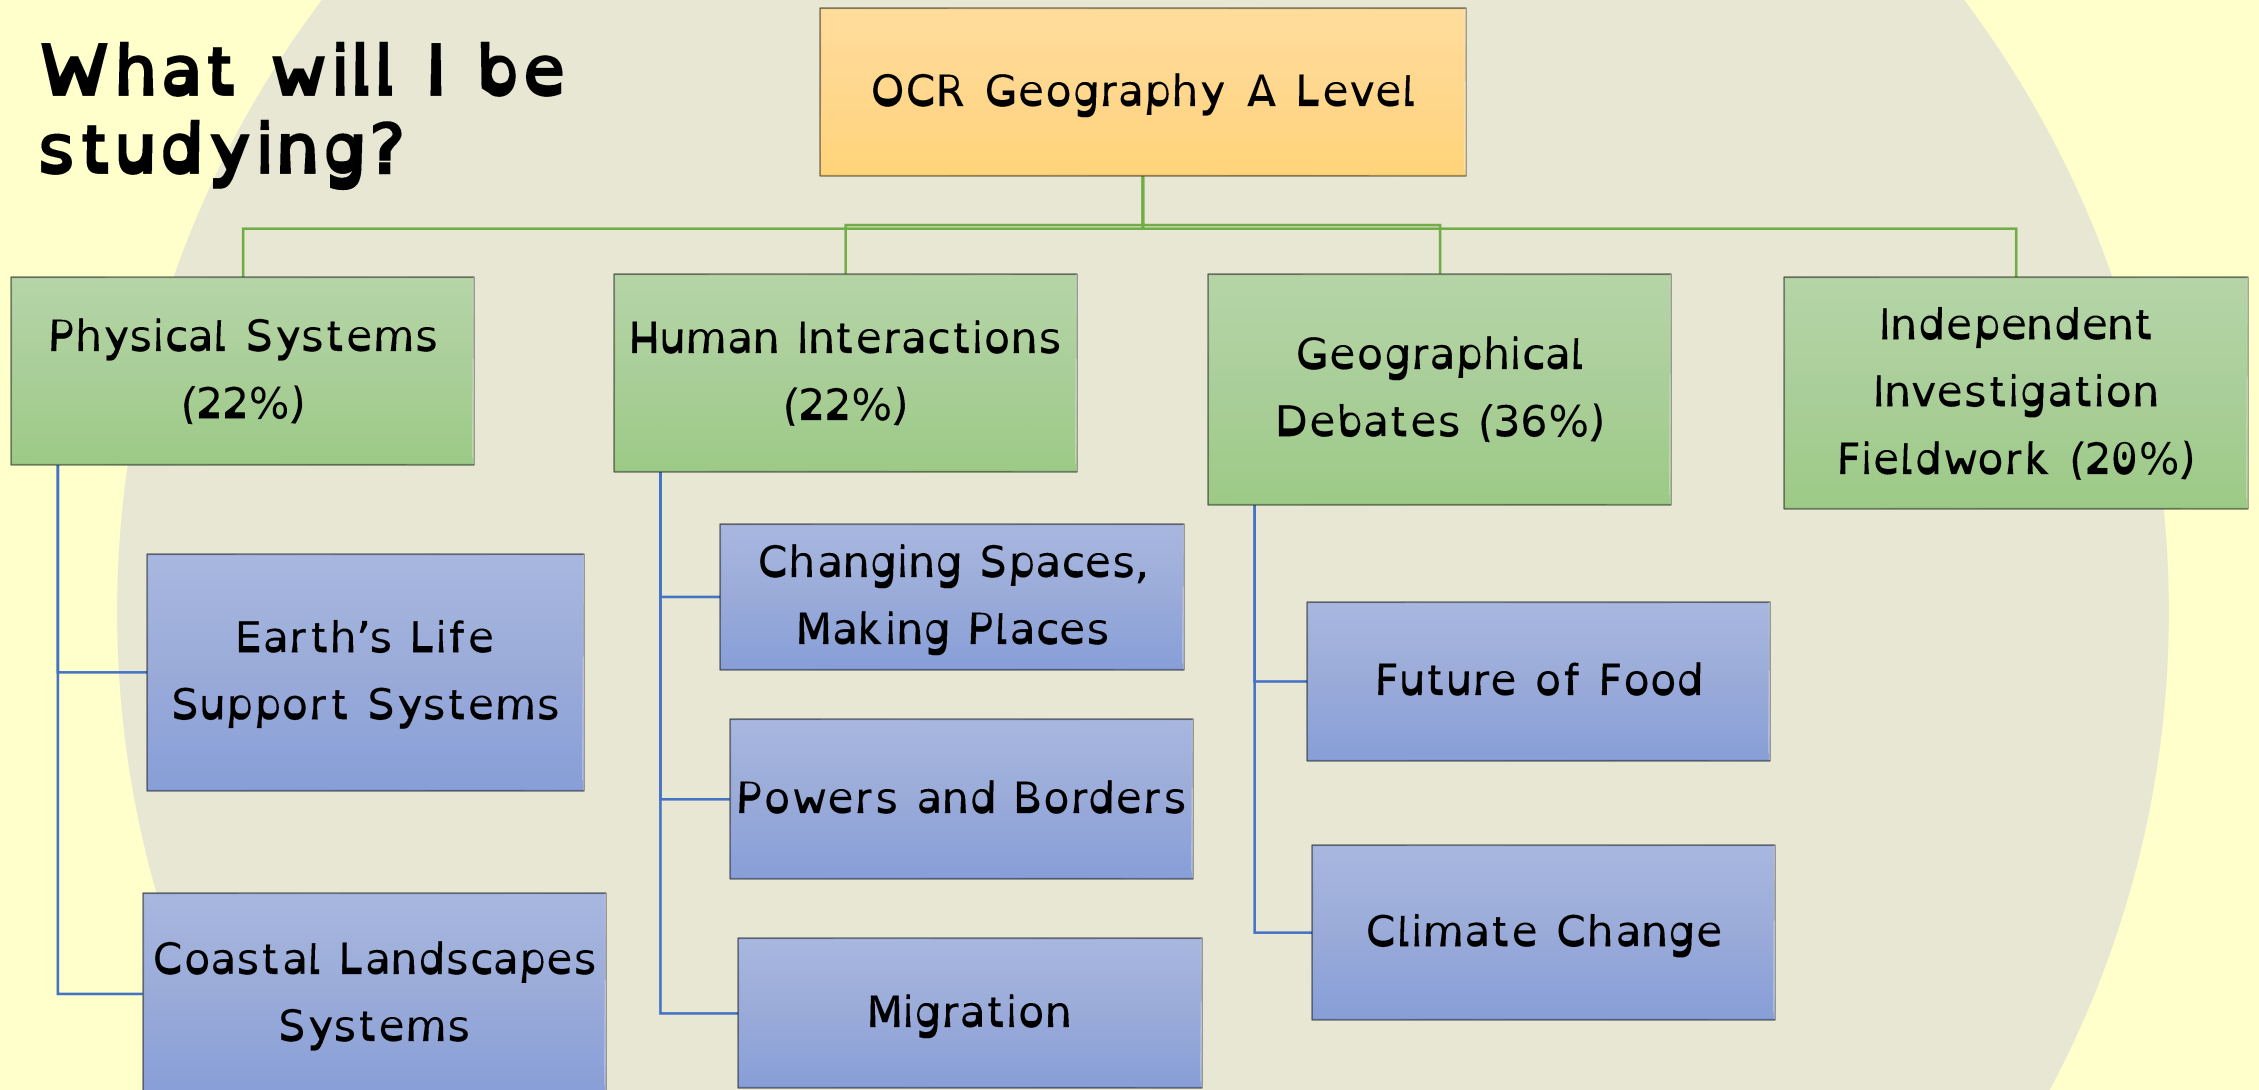 What will I be
studying?
OCR Geography A Level
Physical Systems
(22%)
Human Interactions
(22%)
Geographical
Debates (36%)
Independent
Investigation
Fieldwork (20%)
Earth’s Life
Support Systems
Coastal Landscapes
Systems
Changing Spaces,
Making Places
Powers and Borders
Migration
Future of Food
Climate Change